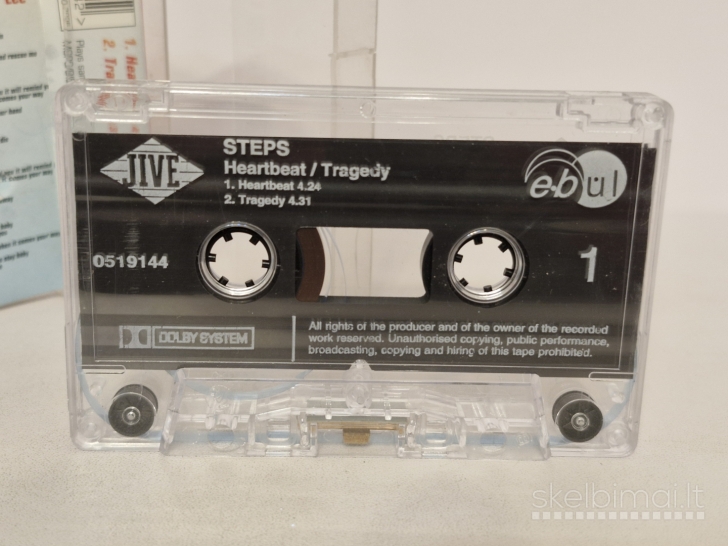 JIVE
STEPS
Heartbeat / Tragedy
1. Heartbeat 4.24
2. Tragedy 4.31
e·b ul
0519144
1
DOLBY SYSTEM
All rights of the producer and of the owner of the recorded
work reserved. Unauthorised copying, public performance,
broadcasting, copying and hiring of this tape prohibited.
skelbimai.lt